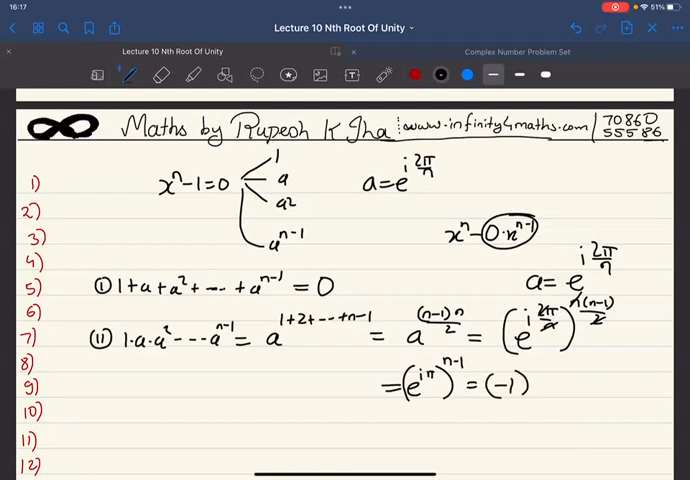 16:17
51%
Lecture 10 Nth Root Of Unity
Lecture 10 Nth Root Of Unity
Complex Number Problem Set
∞ Maths by Rupesh K Jha | www.infinity4maths.com | 70860 55586
x^n - 1 = 0
1
a
a²
a^{n-1}
a = e^{i 2π/n}
x^n - 0·x^{n-1}
a = e^{i 2π/n}
1)
2)
3)
4)
5) (i) 1 + a + a² + --- + a^{n-1} = 0
6)
7) (ii) 1·a·a² --- a^{n-1} = a^{1+2+---+n-1} = a^{(n-1)n/2} = (e^{i 2π/n})^{n(n-1)/2}
8)
9) = (e^{iπ})^{n-1} = (-1)
10)
11)
12)